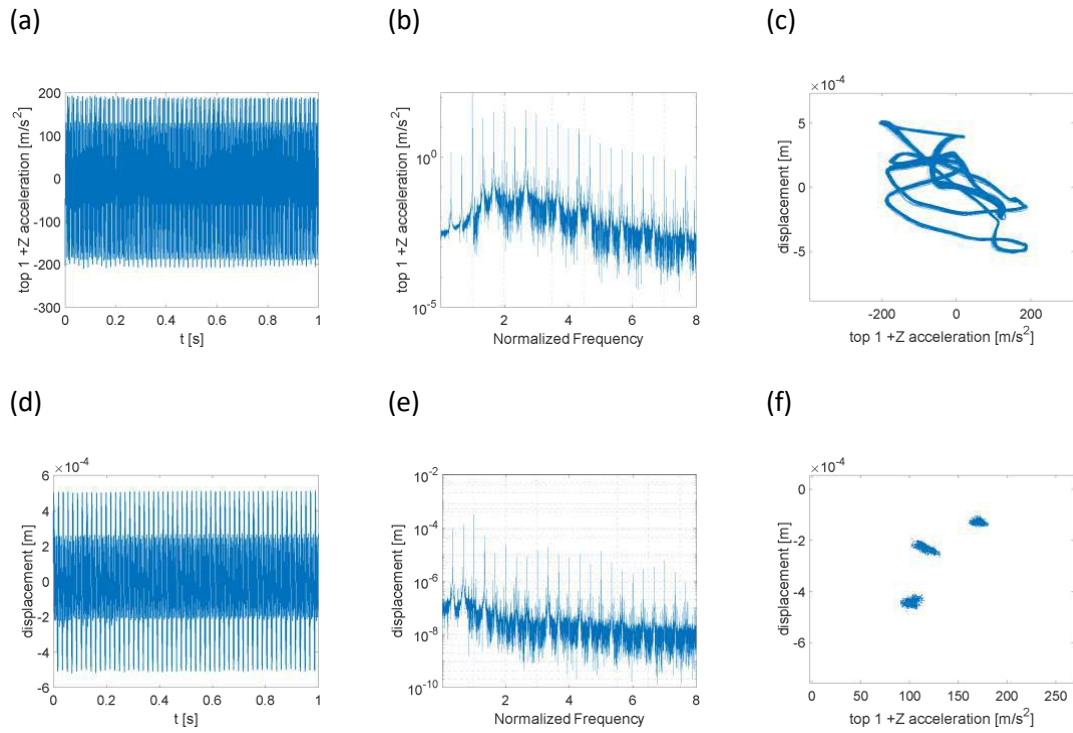 (a)
200
100
0
-100
-200
-300
top 1 +Z acceleration [m/s²]
0 0.2 0.4 0.6 0.8 1
t [s]
(b)
10⁰
10⁻⁵
top 1 +Z acceleration [m/s²]
2 4 6 8
Normalized Frequency
(c)
×10⁻⁴
5
0
-5
displacement [m]
-200 0 200
top 1 +Z acceleration [m/s²]
(d)
×10⁻⁴
6
4
2
0
-2
-4
-6
displacement [m]
0 0.2 0.4 0.6 0.8 1
t [s]
(e)
10⁻²
10⁻⁴
10⁻⁶
10⁻⁸
10⁻¹⁰
displacement [m]
2 4 6 8
Normalized Frequency
(f)
×10⁻⁴
0
-2
-4
-6
displacement [m]
0 50 100 150 200 250
top 1 +Z acceleration [m/s²]